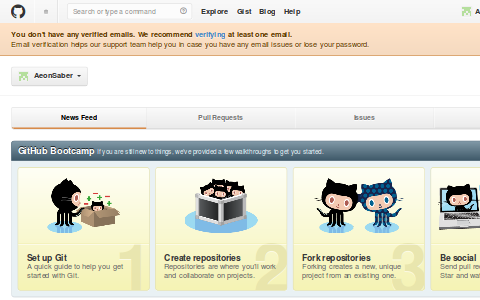 Search or type a command
Explore Gist Blog Help
You don't have any verified emails. We recommend verifying at least one email.
Email verification helps our support team help you in case you have any email issues or lose your password.
AeonSaber
News Feed Pull Requests Issues
GitHub Bootcamp If you are still new to things, we've provided a few walkthroughs to get you started.
1 2 3
Set up Git Create repositories Fork repositories Be social
A quick guide to help you get Repositories are where you'll work Forking creates a new, unique Send pull
started with Git. and collaborate on projects. project from an existing one. Star and